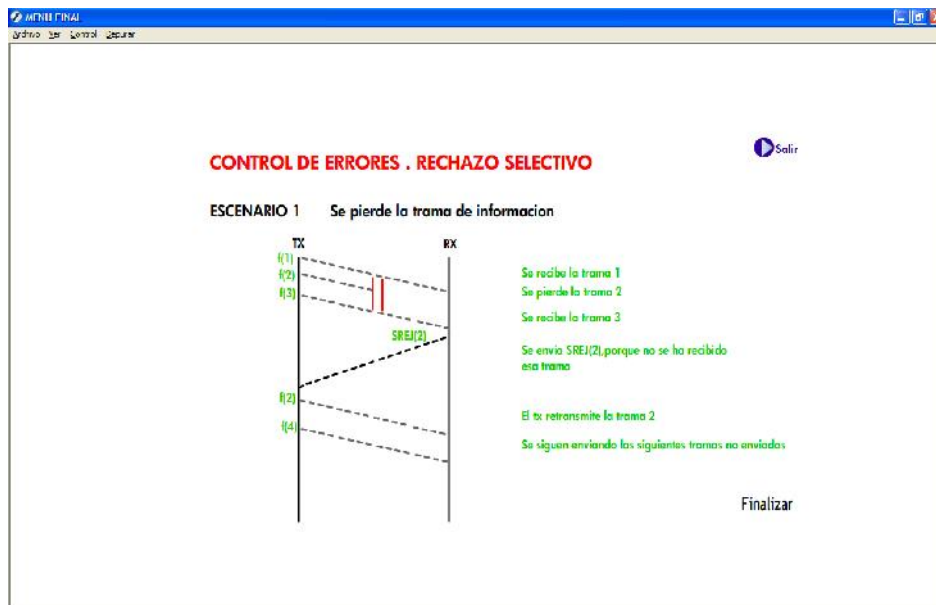 MENU FINAL
Archivo Ver Control Depurar
Salir
CONTROL DE ERRORES . RECHAZO SELECTIVO
ESCENARIO 1 Se pierde la trama de informacion
TX RX
f(1)
f(2)
f(3)
SREJ(2)
f(2)
f(4)
Se recibe la trama 1
Se pierde la trama 2
Se recibe la trama 3
Se envia SREJ(2),porque no se ha recibido
esa trama
El tx retransmite la trama 2
Se siguen enviando las siguientes tramas no enviadas
Finalizar